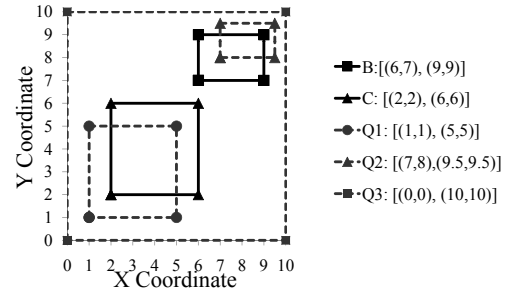 10
9
8
7
6
5
4
3
2
1
0
Y Coordinate
0 1 2 3 4 5 6 7 8 9 10
X Coordinate
B:[(6,7), (9,9)]
C: [(2,2), (6,6)]
Q1: [(1,1), (5,5)]
Q2: [(7,8),(9.5,9.5)]
Q3: [(0,0), (10,10)]